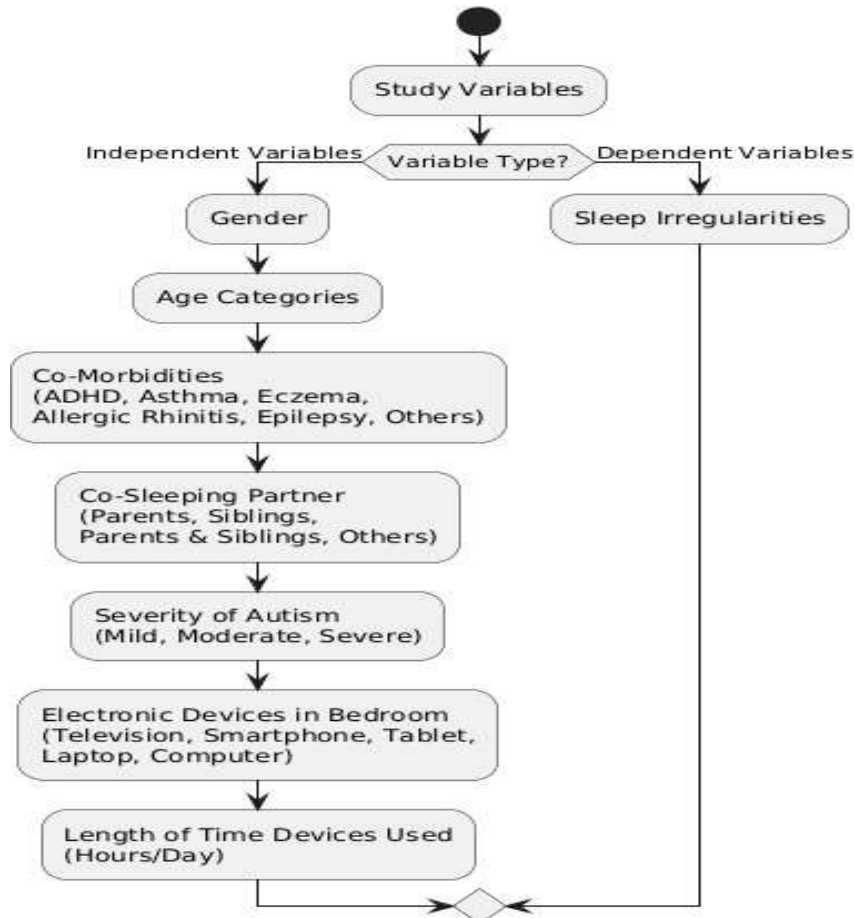 Study Variables
Independent Variables
Variable Type?
Dependent Variables
Gender
Sleep Irregularities
Age Categories
Co-Morbidities
(ADHD, Asthma, Eczema,
Allergic Rhinitis, Epilepsy, Others)
Co-Sleeping Partner
(Parents, Siblings,
Parents & Siblings, Others)
Severity of Autism
(Mild, Moderate, Severe)
Electronic Devices in Bedroom
(Television, Smartphone, Tablet,
Laptop, Computer)
Length of Time Devices Used
(Hours/Day)